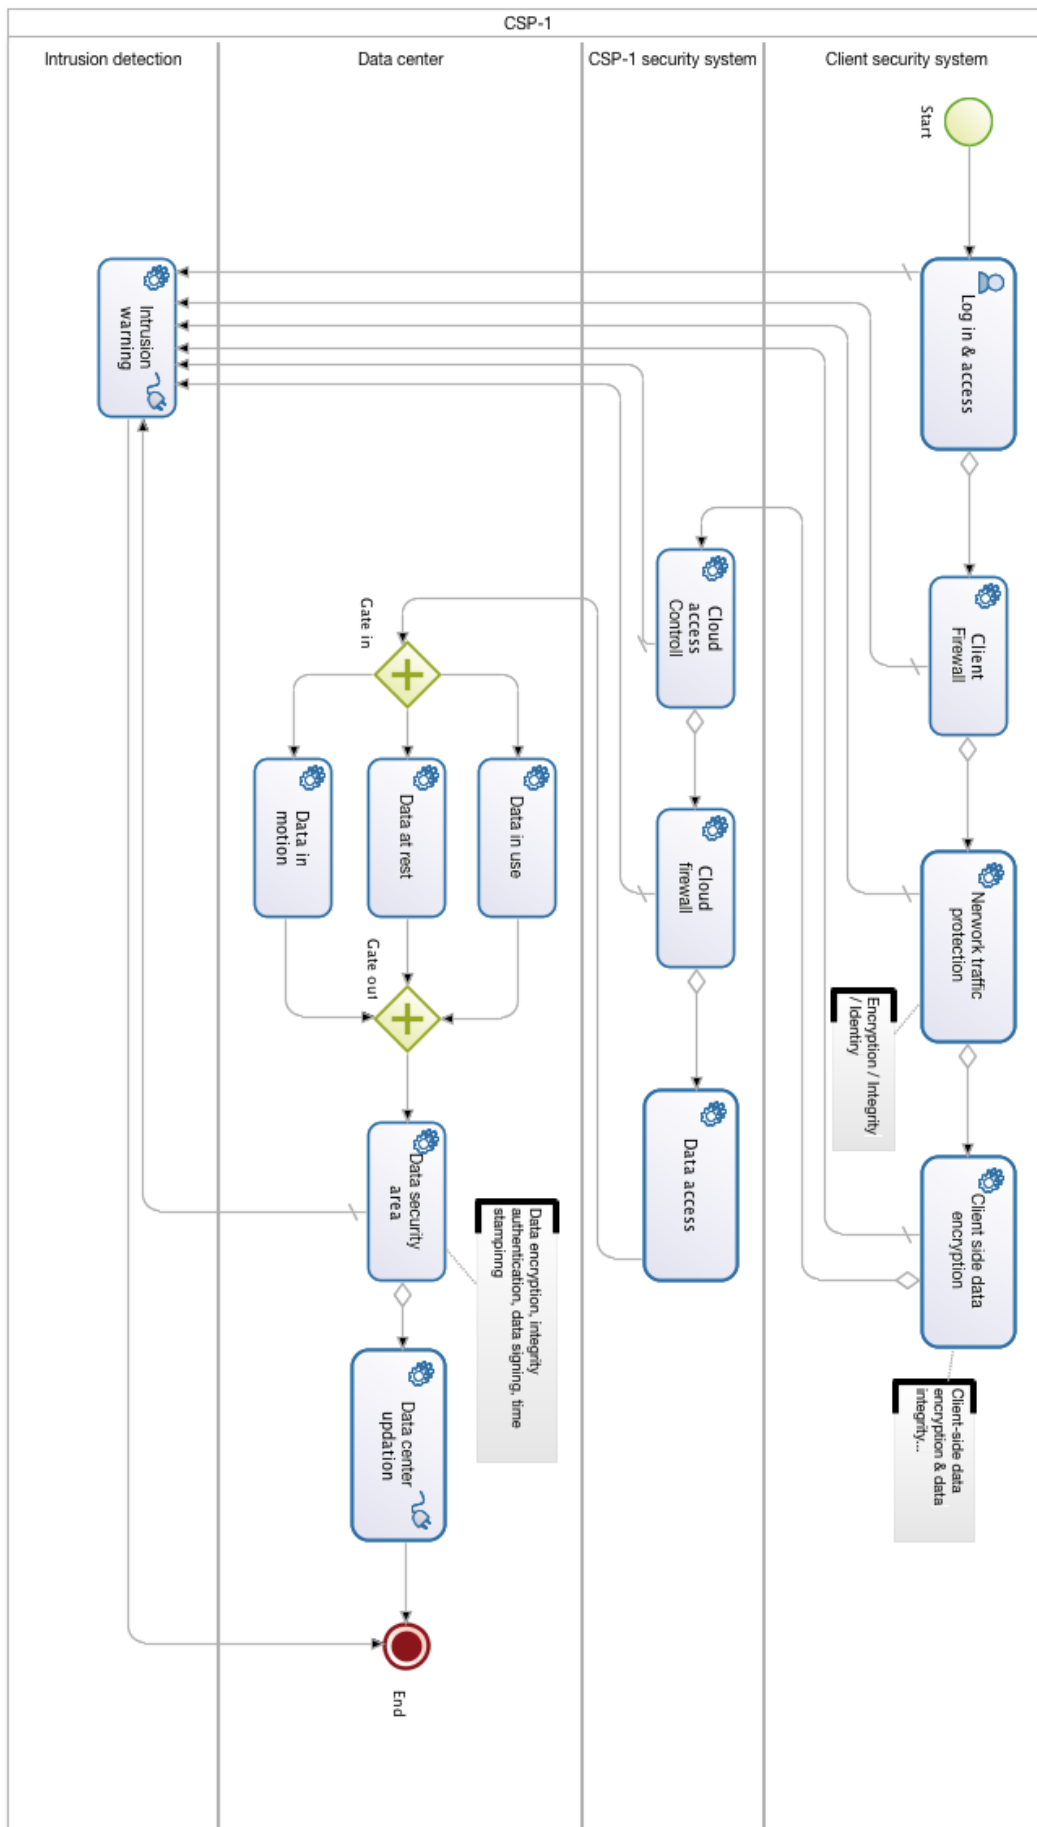 CSP-1
Intrusion detection
Data center
CSP-1 security system
Client security system
Start
Log in & access
Intrusion
warning
Client
Firewall
Cloud
access
Controll
Gate in
Nerwork traffic
protection
Encryption / Integrity
/ Identiry
Cloud
firewall
Data in use
Data at rest
Data in
motion
Gate out
Client side data
encryption
Client-side data
encryption & data
integrity...
Data access
Data security
area
Data encryption, integrity
authentication, data signing, time
stampinng
Data center
updation
End